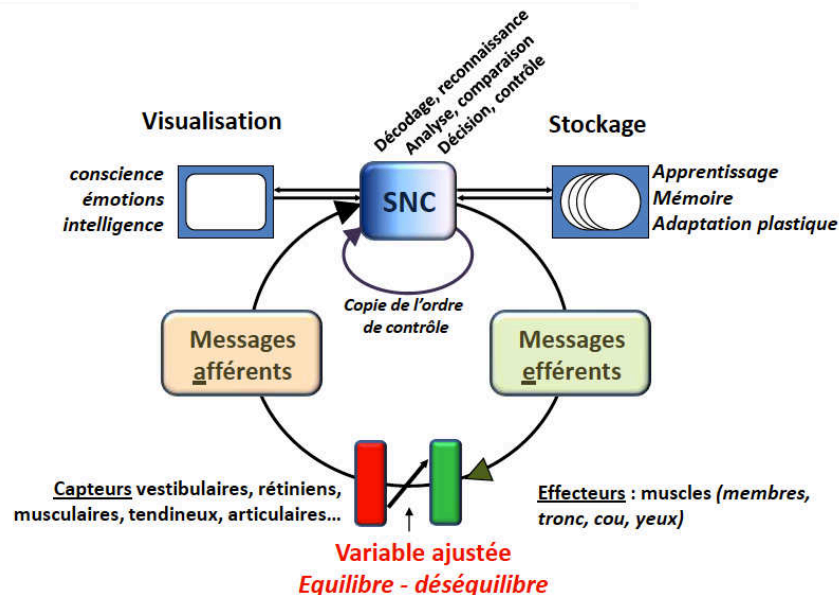 Décodage, reconnaissance
Analyse, comparaison
Décision, contrôle
Visualisation
Stockage
conscience
émotions
intelligence
SNC
Apprentissage
Mémoire
Adaptation plastique
Copie de l’ordre
de contrôle
Messages
afférents
Messages
efférents
Capteurs vestibulaires, rétiniens,
musculaires, tendineux, articulaires...
Effecteurs : muscles (membres,
tronc, cou, yeux)
Variable ajustée
Equilibre - déséquilibre